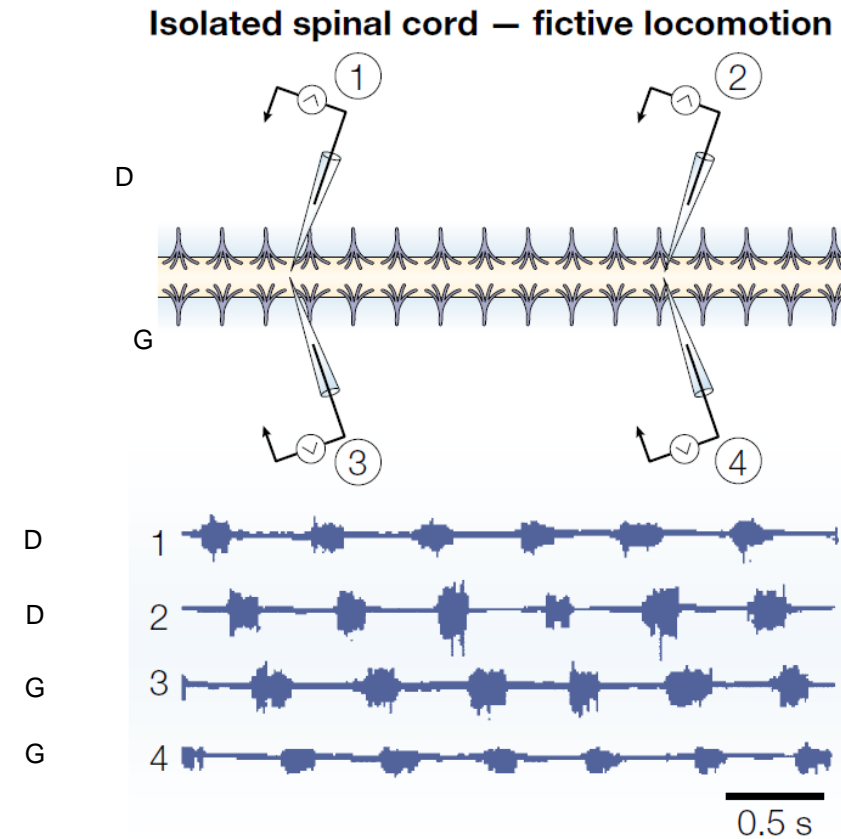 Isolated spinal cord — fictive locomotion
1
2
D
G
3
4
D 1
D 2
G 3
G 4
0.5 s